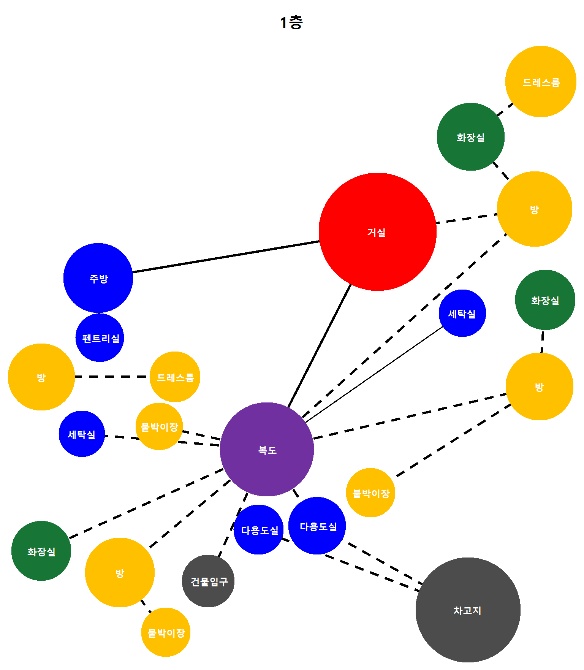 1층
드레스룸
화장실
방
거실
주방
화장실
세탁실
팬트리실
방
드레스룸
방
붙박이장
세탁실
복도
붙박이장
다용도실
다용도실
화장실
방
건물입구
차고지
붙박이장